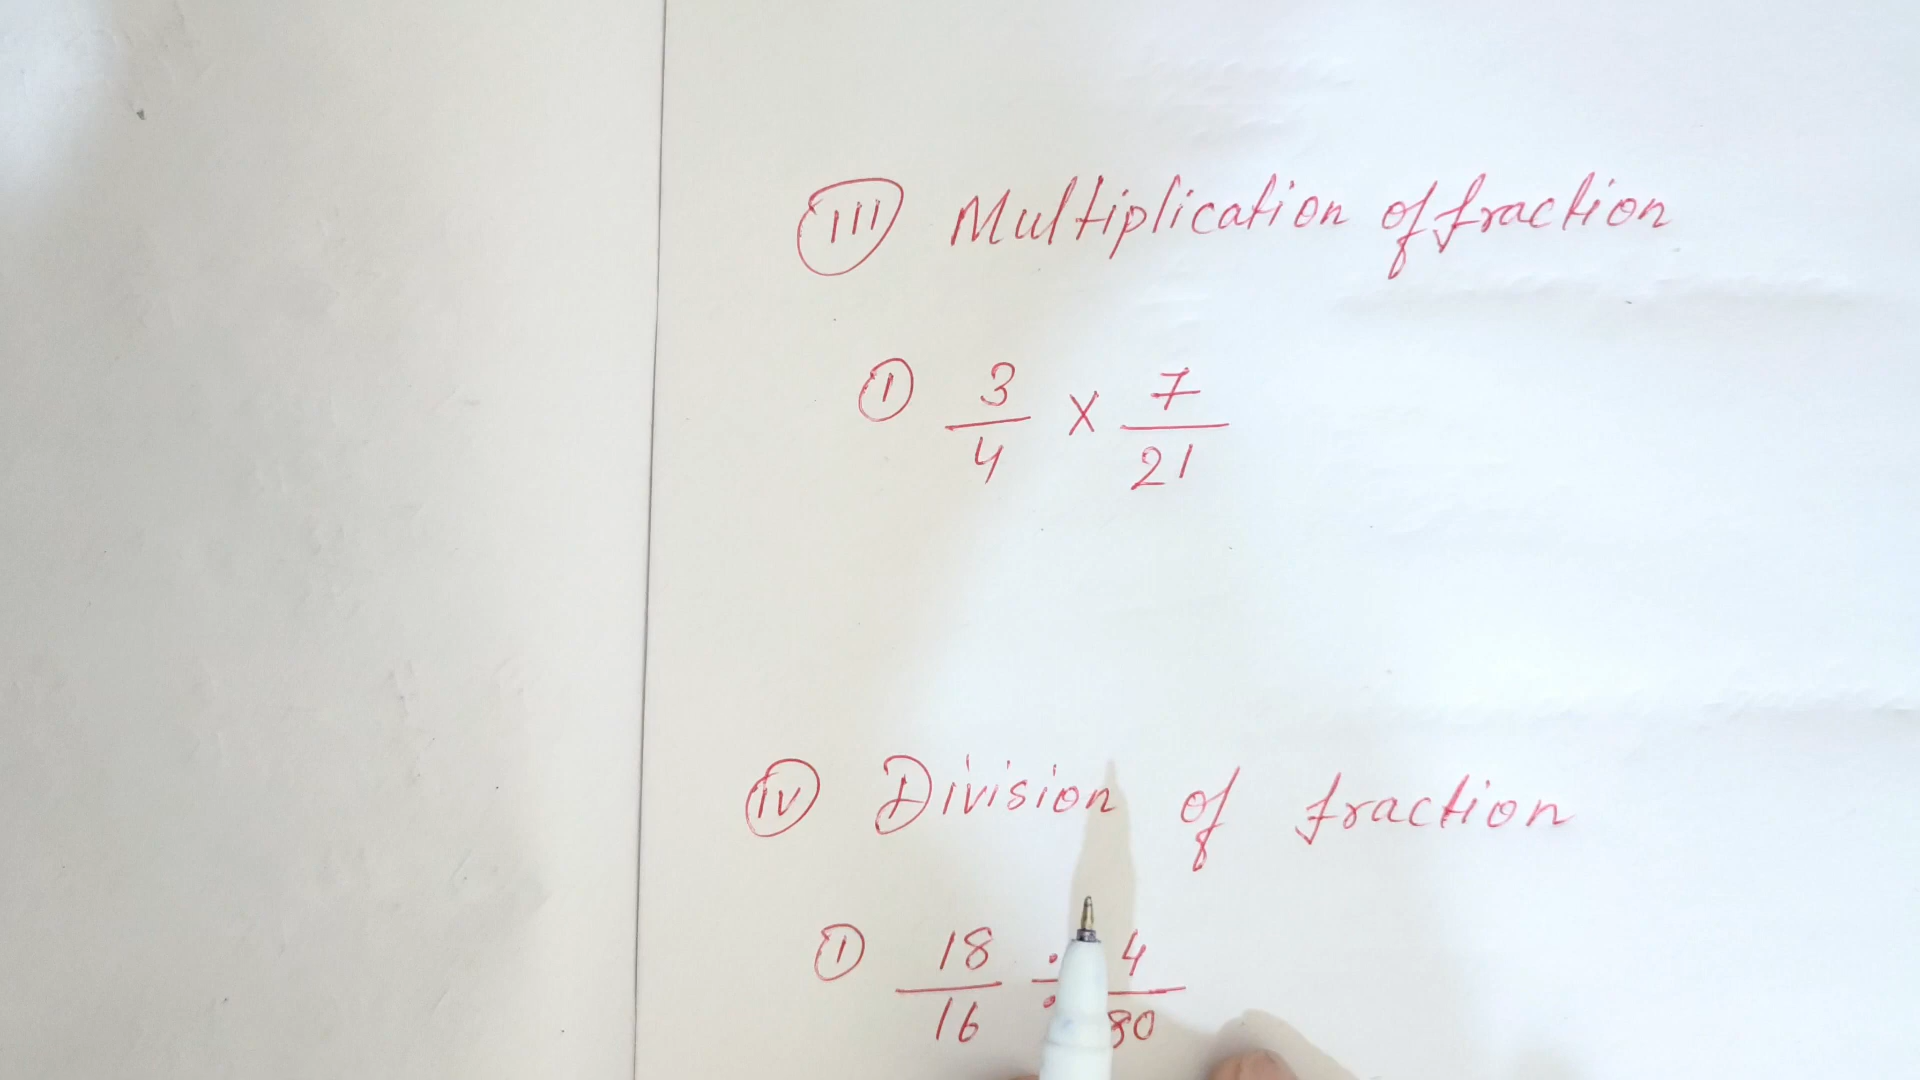 III Multiplication of fraction
1 3/4 × 7/21
IV Division of fraction
1 18/16 ÷ 4/80